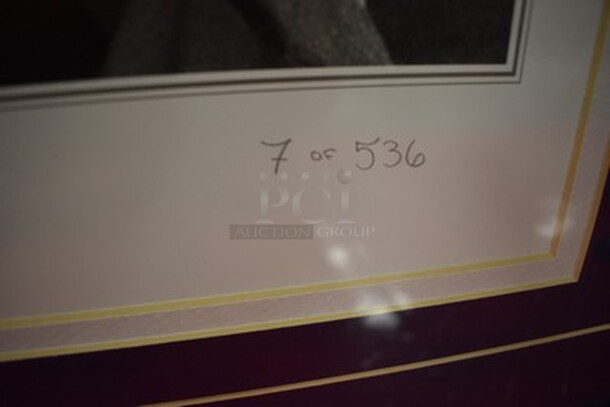 7 of 536
PCI
AUCTION GROUP